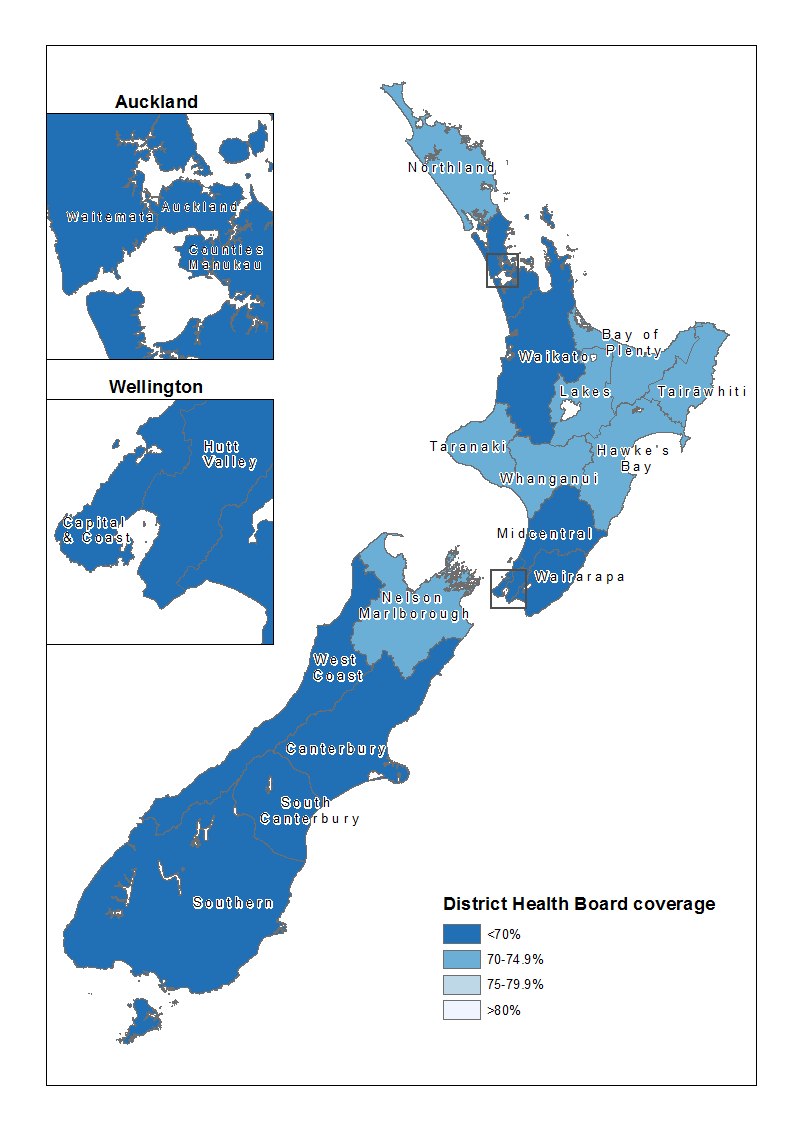 Auckland
Waitemata
Auckland
Counties
Manukau
Wellington
Hutt
Valley
Capital
& Coast
Northland
Bay of
Plenty
Waikato
Lakes
Tairāwhiti
Taranaki
Hawke's
Bay
Whanganui
Midcentral
Wairarapa
Nelson
Marlborough
West
Coast
Canterbury
South
Canterbury
Southern
District Health Board coverage
<70%
70-74.9%
75-79.9%
>80%